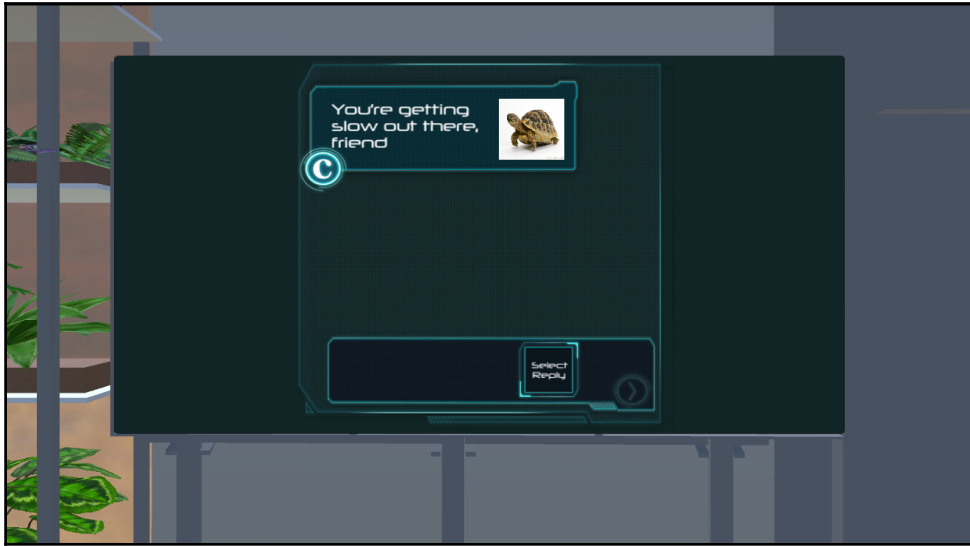 You're getting
slow out there,
friend
C
Select
Reply